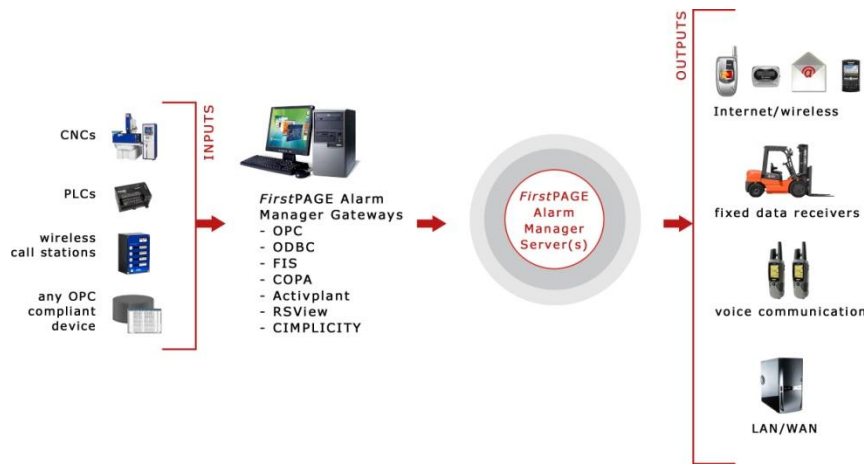 CNCs
PLCs
wireless
call stations
any OPC
compliant
device
INPUTS
FirstPAGE Alarm
Manager Gateways
- OPC
- ODBC
- FIS
- COPA
- Activplant
- RSView
- CIMPLICITY
FirstPAGE
Alarm
Manager
Server(s)
OUTPUTS
@
Internet/wireless
fixed data receivers
voice communication
LAN/WAN